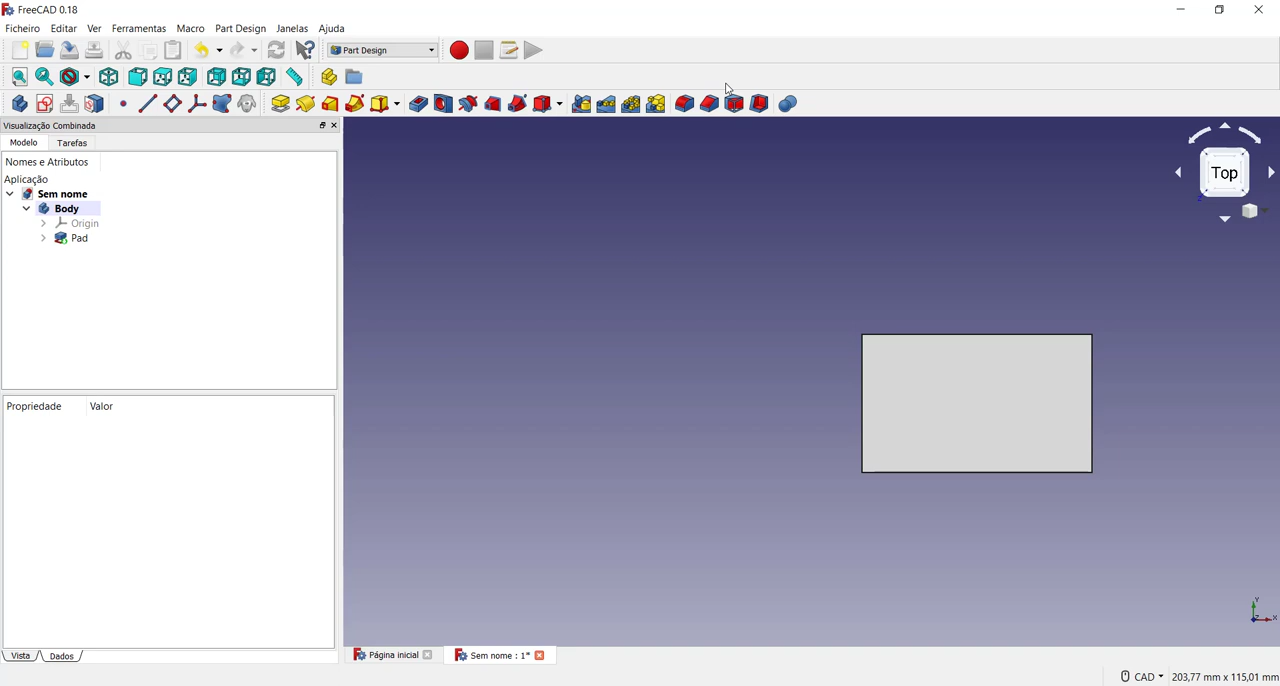 FreeCAD 0.18
Ficheiro Editar Ver Ferramentas Macro Part Design Janelas Ajuda
Part Design
Visualização Combinada
Modelo Tarefas
Nomes e Atributos
Aplicação
Sem nome
Body
Origin
Pad
Top
Z
Propriedade Valor
Y
X
Z
Vista Dados
Página inicial Sem nome : 1*
CAD 203,77 mm x 115,01 mm